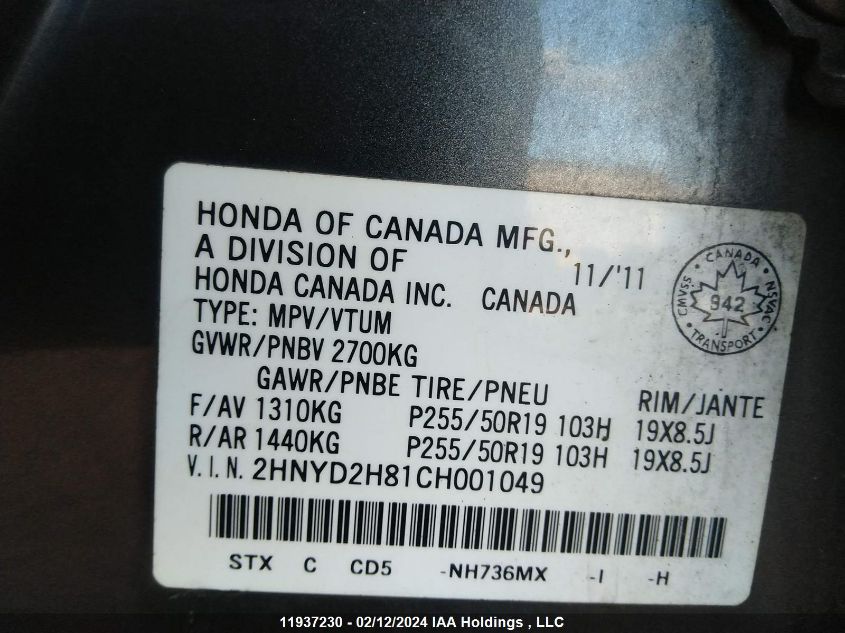 HONDA OF CANADA MFG.,
A DIVISION OF 11/'11
HONDA CANADA INC. CANADA
TYPE: MPV/VTUM
GVWR/PNBV 2700KG
GAWR/PNBE TIRE/PNEU RIM/JANTE
F/AV 1310KG P255/50R19 103H 19X8.5J
R/AR 1440KG P255/50R19 103H 19X8.5J
V.I.N. 2HNYD2H81CH001049
STX C CD5 -NH736MX -I -H
CANADA
CMVSS 942 NSVAC
TRANSPORT
11937230 - 02/12/2024 IAA Holdings , LLC